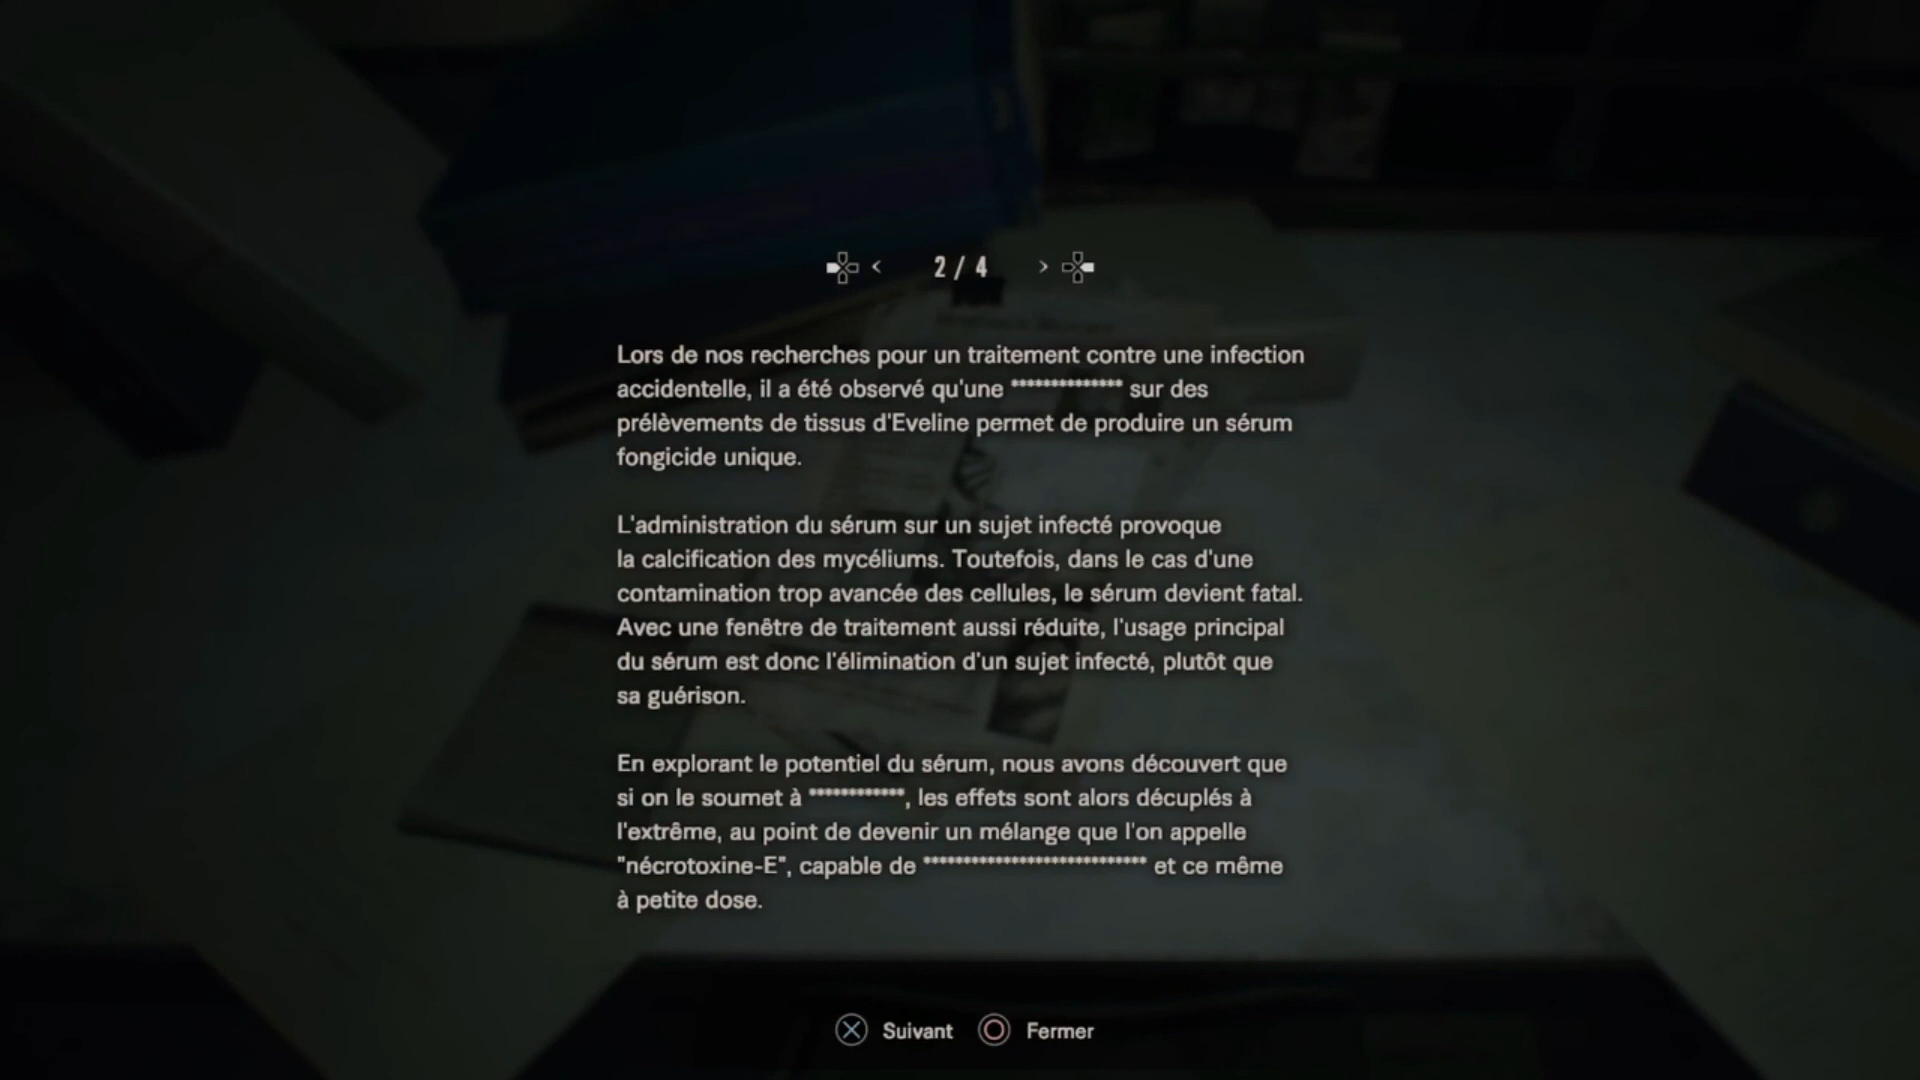 < 2 / 4 >
Lors de nos recherches pour un traitement contre une infection
accidentelle, il a été observé qu'une ************** sur des
prélèvements de tissus d'Eveline permet de produire un sérum
fongicide unique.
L'administration du sérum sur un sujet infecté provoque
la calcification des mycéliums. Toutefois, dans le cas d'une
contamination trop avancée des cellules, le sérum devient fatal.
Avec une fenêtre de traitement aussi réduite, l'usage principal
du sérum est donc l'élimination d'un sujet infecté, plutôt que
sa guérison.
En explorant le potentiel du sérum, nous avons découvert que
si on le soumet à ************, les effets sont alors décuplés à
l'extrême, au point de devenir un mélange que l'on appelle
"nécrotoxine-E", capable de **************************** et ce même
à petite dose.
Suivant Fermer